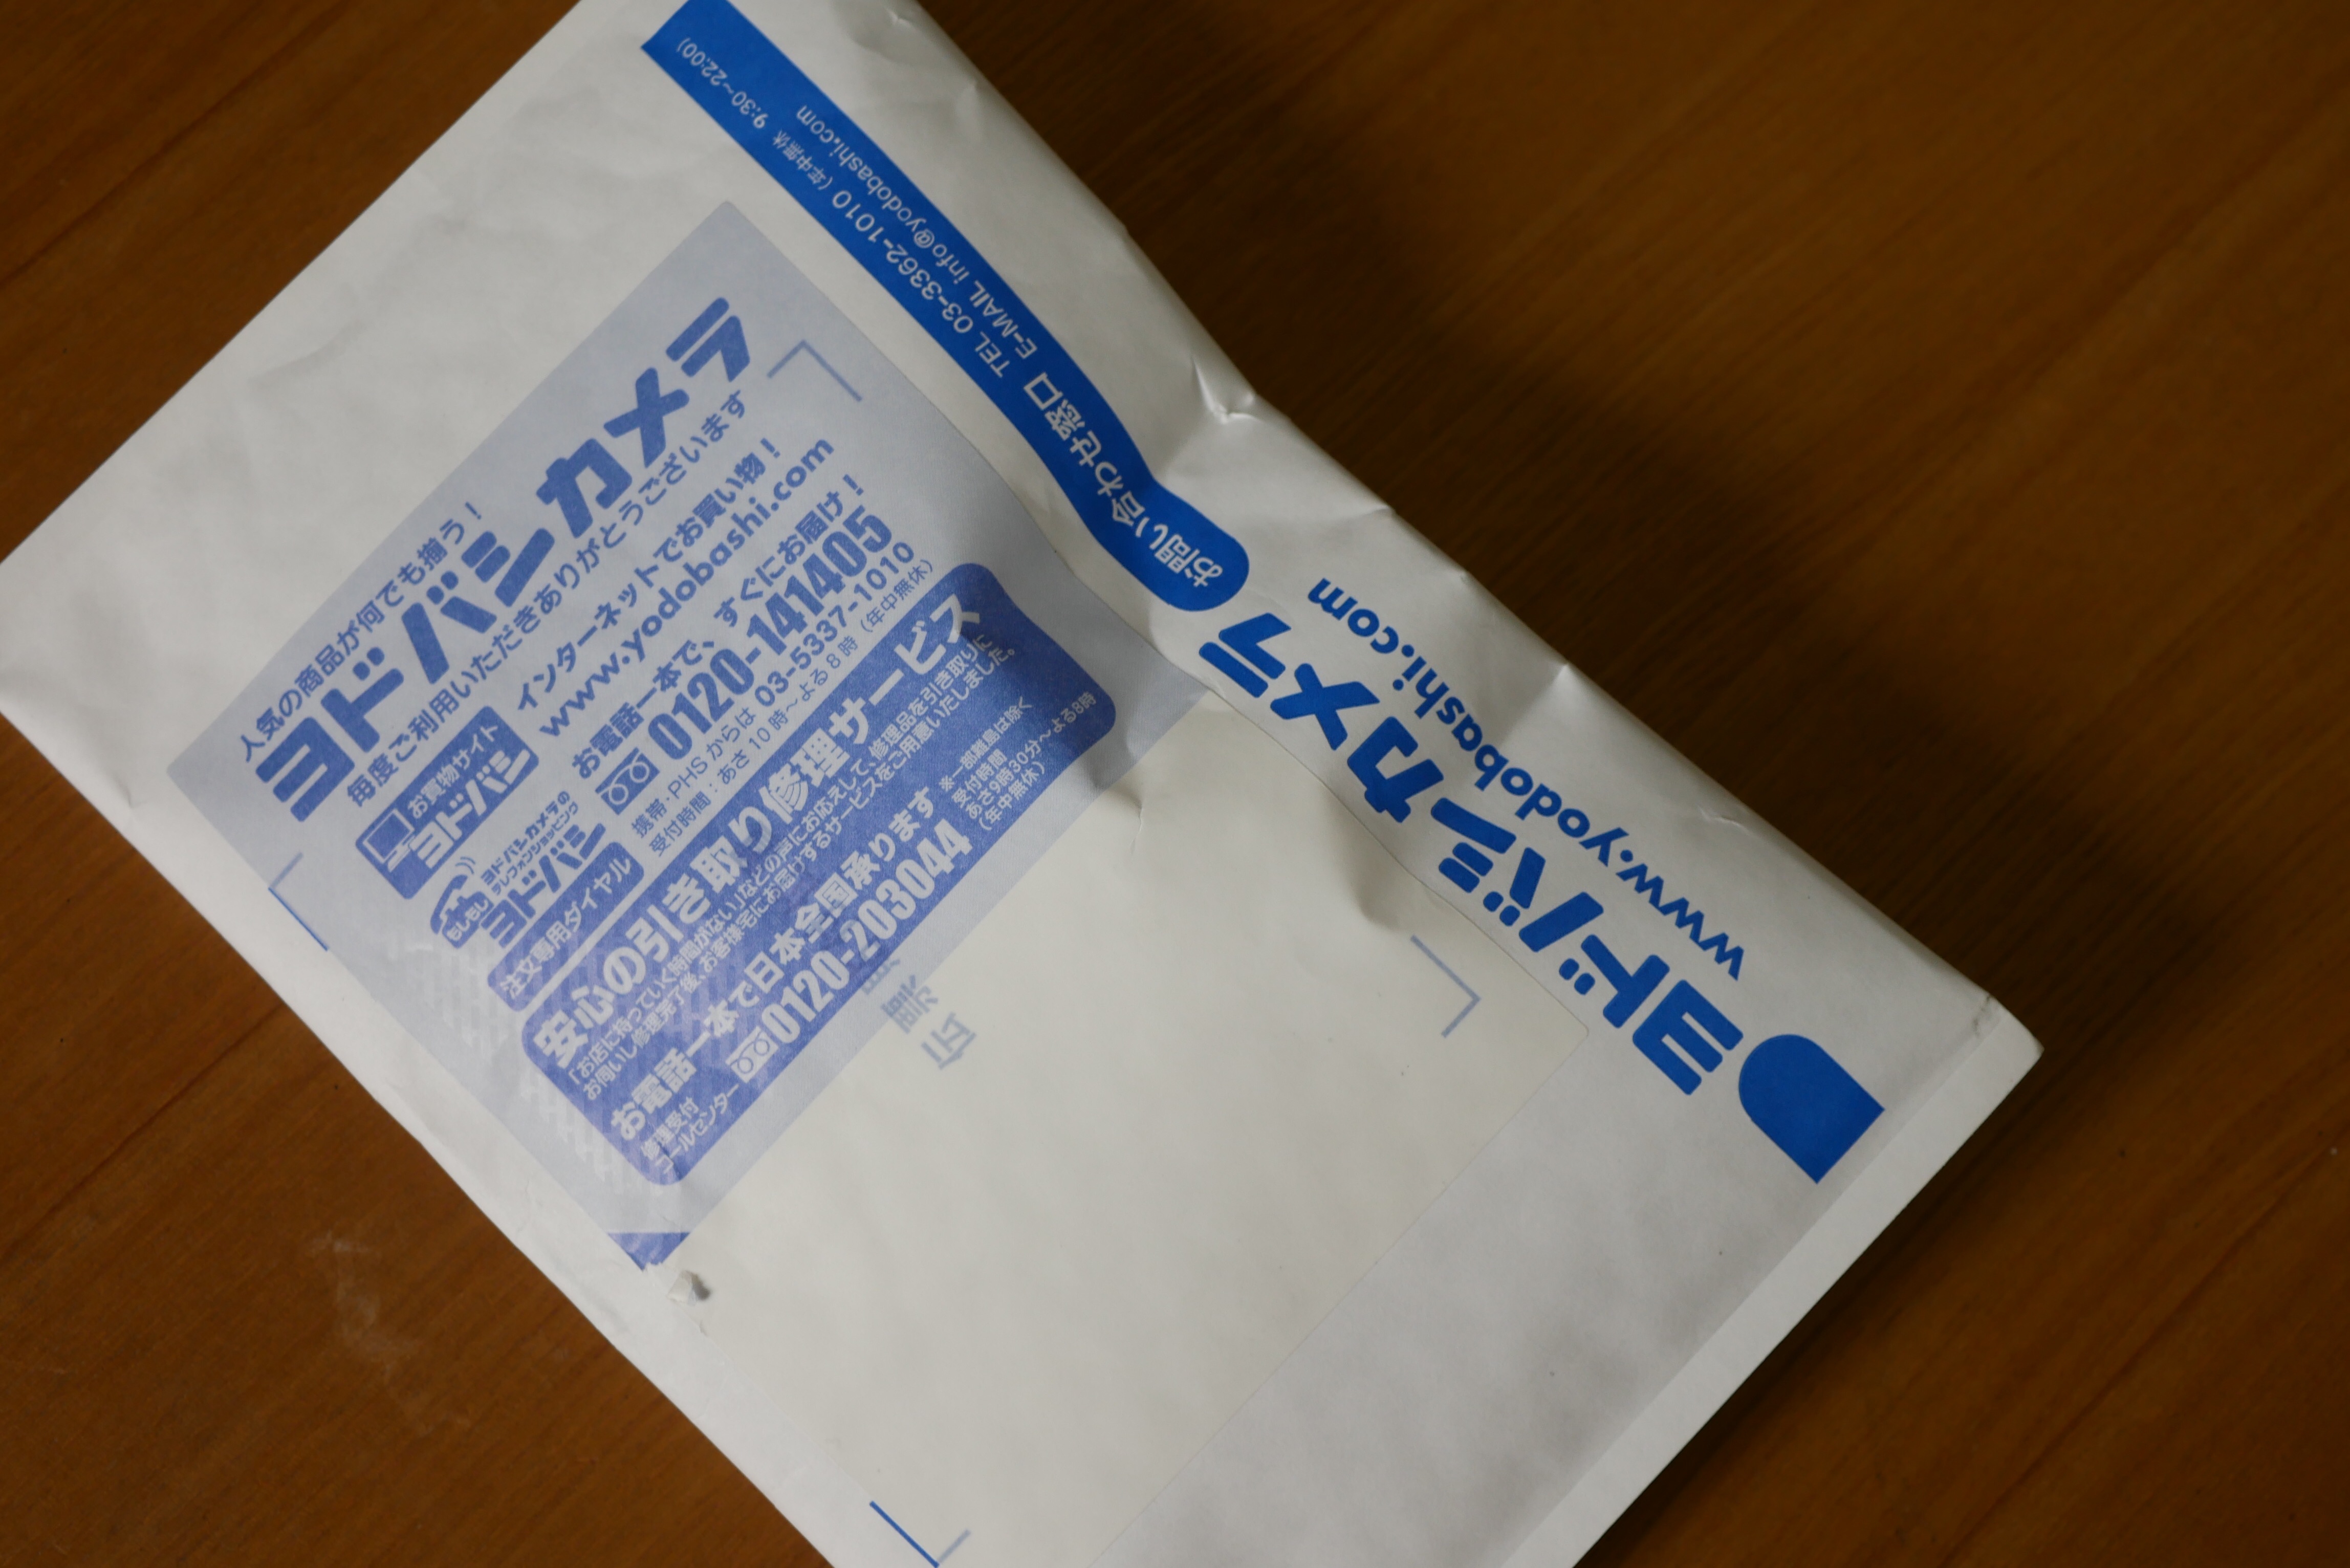 人気の商品が何でも揃う！
ヨドバシカメラ
毎度ご利用いただきありがとうございます
お買物サイト
ヨドバシ
インターネットでお買い物！
www.yodobashi.com
もしもし
ヨドバシカメラの
テレフォンショッピング
ヨドバシ
注文専用ダイヤル
お電話一本で、すぐにお届け！
0120-141405
携帯・PHSからは 03-5337-1010
受付時間：あさ10時～よる8時（年中無休）
安心の引き取り修理サービス
「お店に持っていく時間がない」などとの声にお応えして、修理品を引き取りに
お伺いし修理完了後、お客様宅にお届けするサービスをご用意いたしました。
お電話一本で日本全国承ります
※一部離島は除く
修理受付
コールセンター
0120-203044
受付時間
あさ9時30分～よる8時
（年中無休）
ヨドバシカメラ
www.yodobashi.com
お問い合わせ窓口
TEL 03-3362-1010（年中無休 9:30~22:00）
E-MAIL info@yodobashi.com